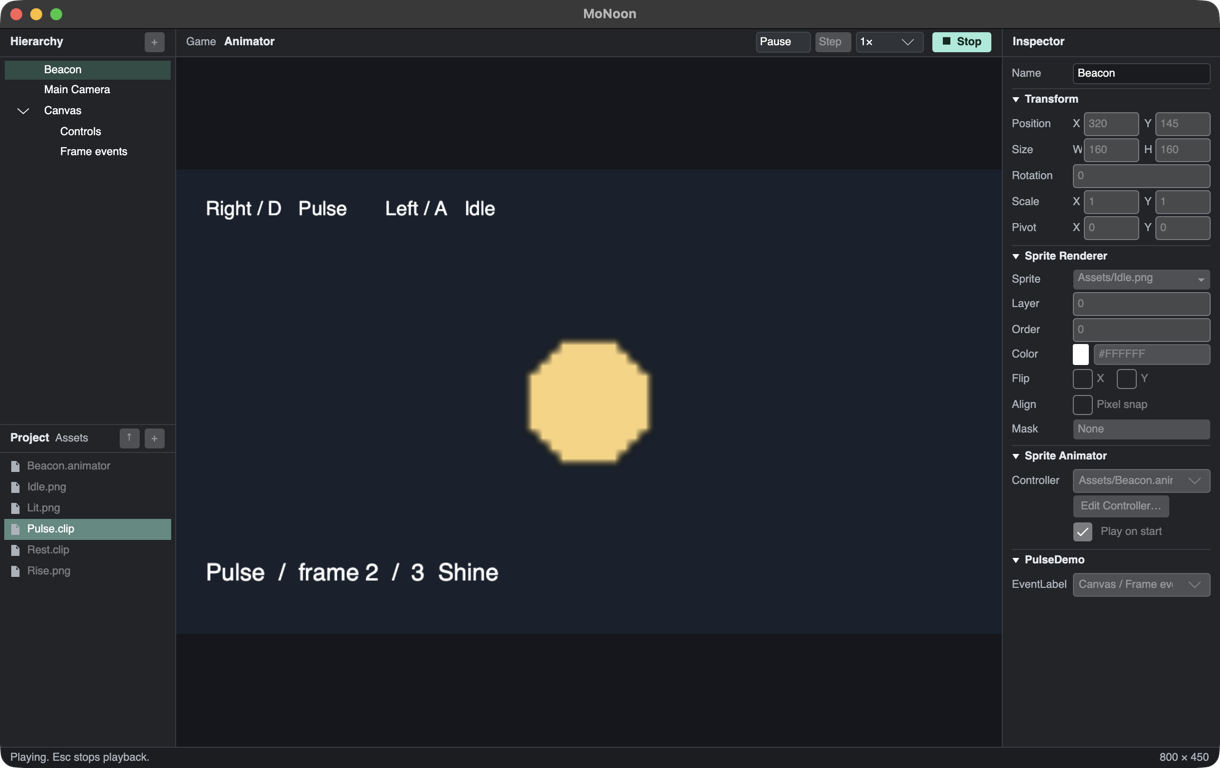 MoNoon
Hierarchy +
Beacon
Main Camera
Canvas
Controls
Frame events
Project Assets ↑ +
Beacon.animator
Idle.png
Lit.png
Pulse.clip
Rest.clip
Rise.png
Game Animator Pause Step 1× Stop
Right / D Pulse Left / A Idle
Pulse / frame 2 / 3 Shine
Inspector
Name Beacon
Transform
Position X 320 Y 145
Size W 160 H 160
Rotation 0
Scale X 1 Y 1
Pivot X 0 Y 0
Sprite Renderer
Sprite Assets/Idle.png
Layer 0
Order 0
Color #FFFFFF
Flip X Y
Align Pixel snap
Mask None
Sprite Animator
Controller Assets/Beacon.anir
Edit Controller...
Play on start
PulseDemo
EventLabel Canvas / Frame ev
Playing. Esc stops playback. 800 × 450